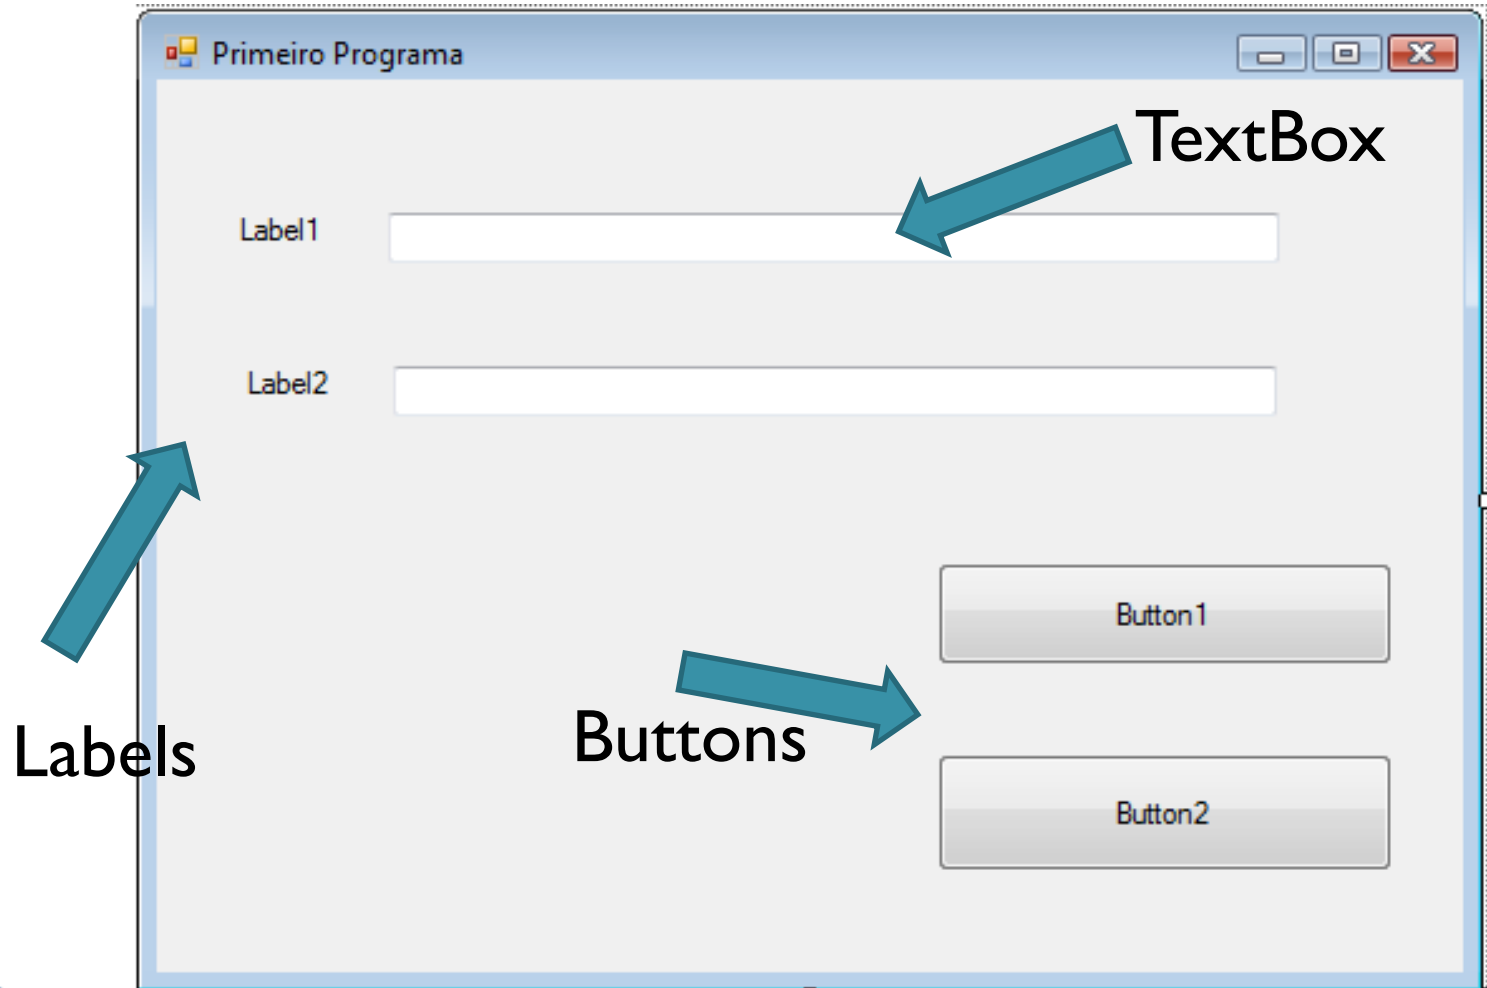 Primeiro Programa
TextBox
Label1
Label2
Button1
Buttons
Labels
Button2